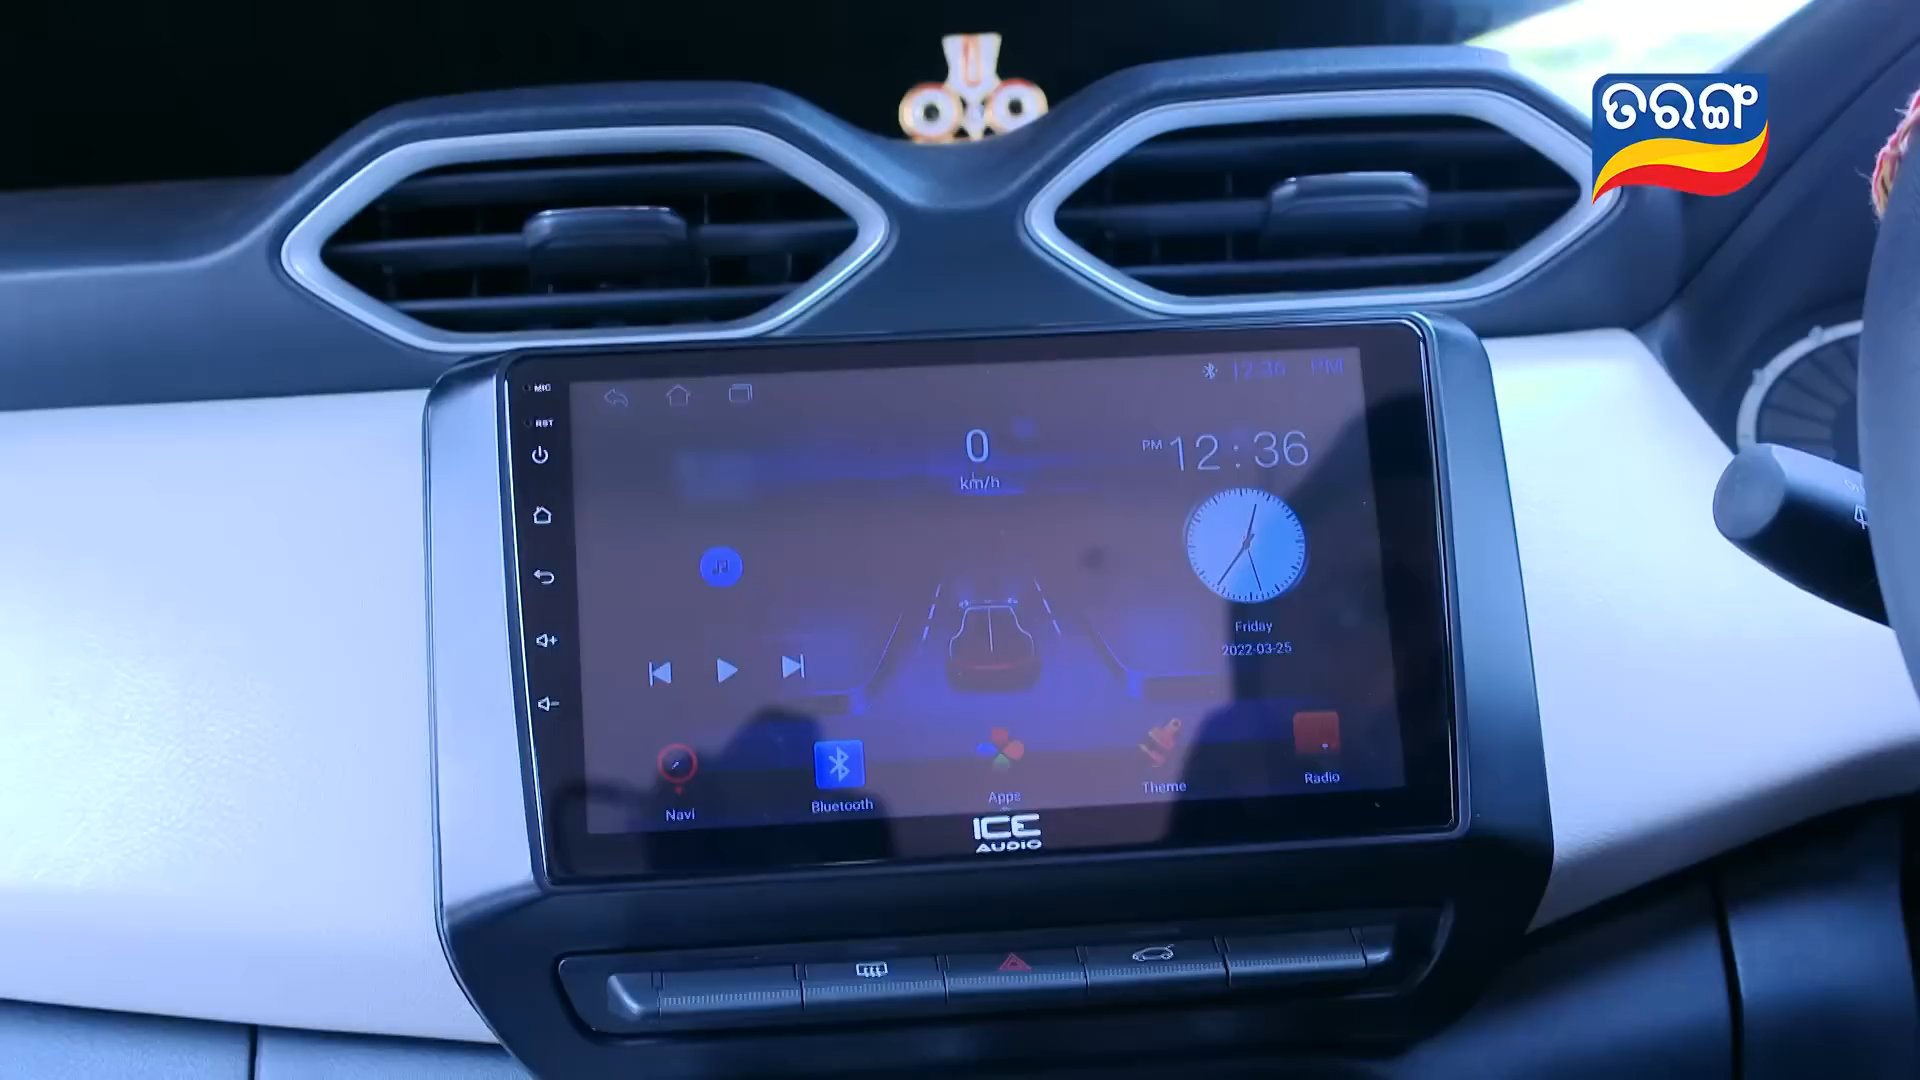 ତରଙ୍ଗ
MIC
RST
12:36 PM
0
km/h
PM 12:36
Friday
2022-03-25
Navi
Bluetooth
Apps
Theme
Radio
ICE
AUDIO